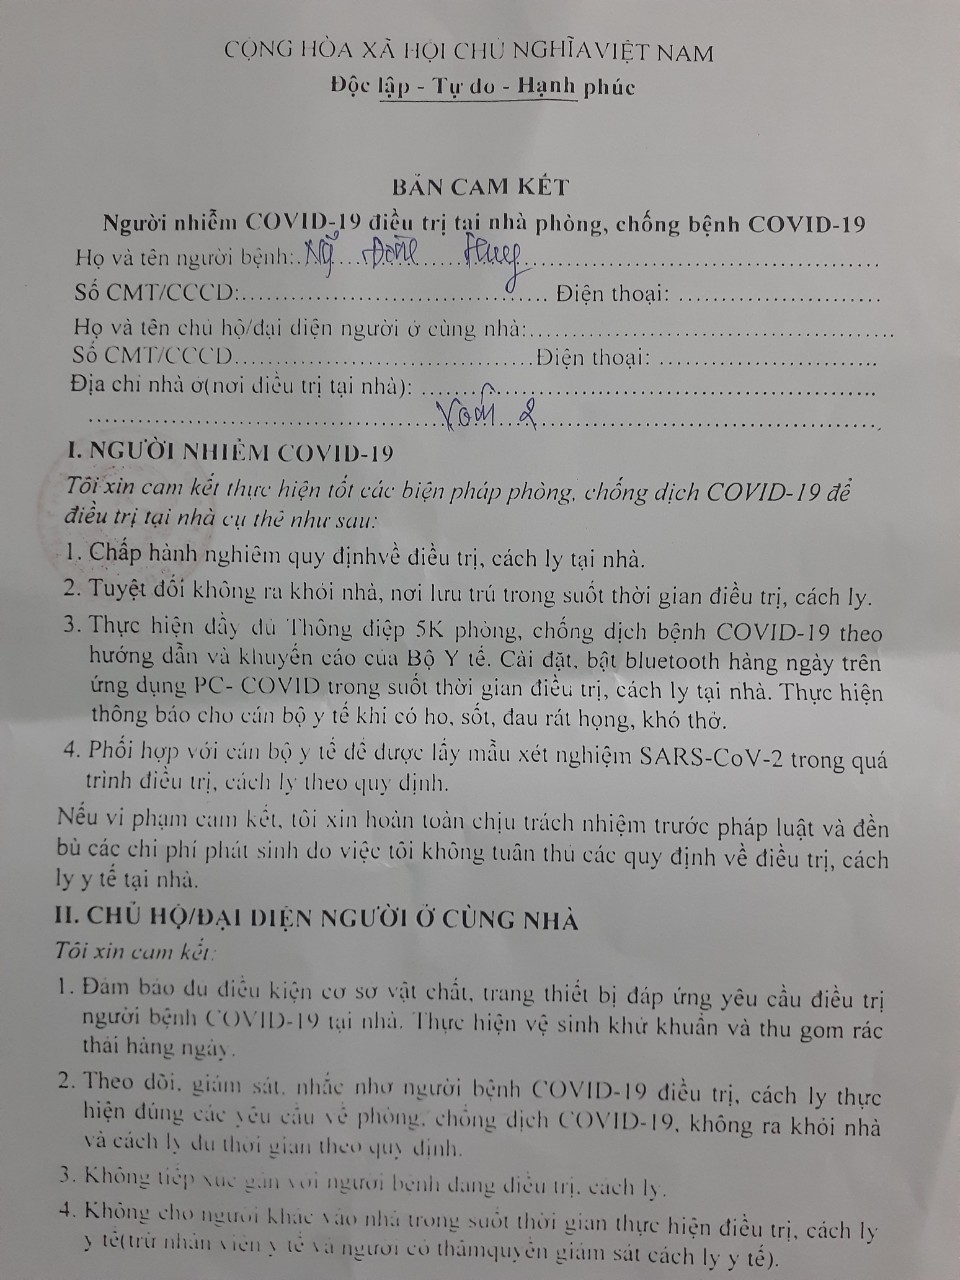 CỘNG HÒA XÃ HỘI CHỦ NGHĨAVIỆT NAM
Độc lập - Tự do - Hạnh phúc
BẢN CAM KẾT
Người nhiễm COVID-19 điều trị tại nhà phòng, chống bệnh COVID-19
Họ và tên người bệnh:
Số CMT/CCCD:.......................................... Điện thoại: ............................
Họ và tên chủ hộ/đại diện người ở cùng nhà:..................................................
Số CMT/CCCD..........................................Điện thoại: ..............................
Địa chỉ nhà ở(nơi điều trị tại nhà): ..............................................................
2
I. NGƯỜI NHIỄM COVID-19
Tôi xin cam kết thực hiện tốt các biện pháp phòng, chống dịch COVID-19 để
điều trị tại nhà cụ thể như sau:
1. Chấp hành nghiêm quy địnhvề điều trị, cách ly tại nhà.
2. Tuyệt đối không ra khỏi nhà, nơi lưu trú trong suốt thời gian điều trị, cách ly.
3. Thực hiện đầy đủ Thông điệp 5K phòng, chống dịch bệnh COVID-19 theo
hướng dẫn và khuyến cáo của Bộ Y tế. Cài đặt, bật bluetooth hàng ngày trên
ứng dụng PC- COVID trong suốt thời gian điều trị, cách ly tại nhà. Thực hiện
thông báo cho cán bộ y tế khi có ho, sốt, đau rát họng, khó thở.
4. Phối hợp với cán bộ y tế để được lấy mẫu xét nghiệm SARS-CoV-2 trong quá
trình điều trị, cách ly theo quy định.
Nếu vi phạm cam kết, tôi xin hoàn toàn chịu trách nhiệm trước pháp luật và đền
bù các chi phí phát sinh do việc tôi không tuân thủ các quy định về điều trị, cách
ly y tế tại nhà.
II. CHỦ HỘ/ĐẠI DIỆN NGƯỜI Ở CÙNG NHÀ
Tôi xin cam kết:
1. Đảm bảo đủ điều kiện cơ sở vật chất, trang thiết bị đáp ứng yêu cầu điều trị
người bệnh COVID-19 tại nhà. Thực hiện vệ sinh khử khuẩn và thu gom rác
thải hàng ngày.
2. Theo dõi, giám sát, nhắc nhở người bệnh COVID-19 điều trị, cách ly thực
hiện đúng các yêu cầu về phòng, chống dịch COVID-19, không ra khỏi nhà
và cách ly đủ thời gian theo quy định.
3. Không tiếp xúc gần với người bệnh đang điều trị, cách ly.
4. Không cho người khác vào nhà trong suốt thời gian thực hiện điều trị, cách ly
y tế(trừ nhân viên y tế và người có thẩmquyền giám sát cách ly y tế).